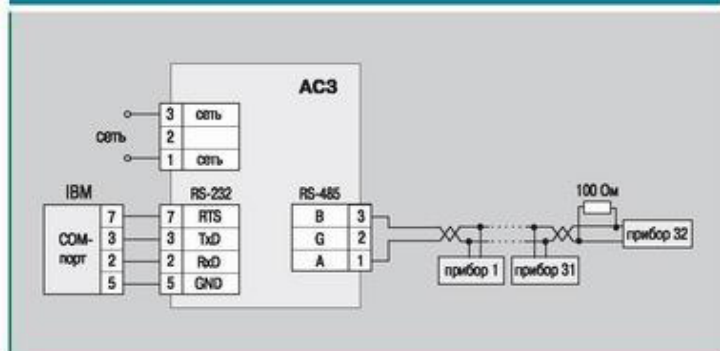 АС3
3 сеть
сеть 2
1 сеть
IBM RS-232 RS-485 100 Ом
7 7 RTS B 3
COM-
порт
3 3 TxD G 2
прибор 32
2 2 RxD A 1
прибор 1 прибор 31
5 5 GND